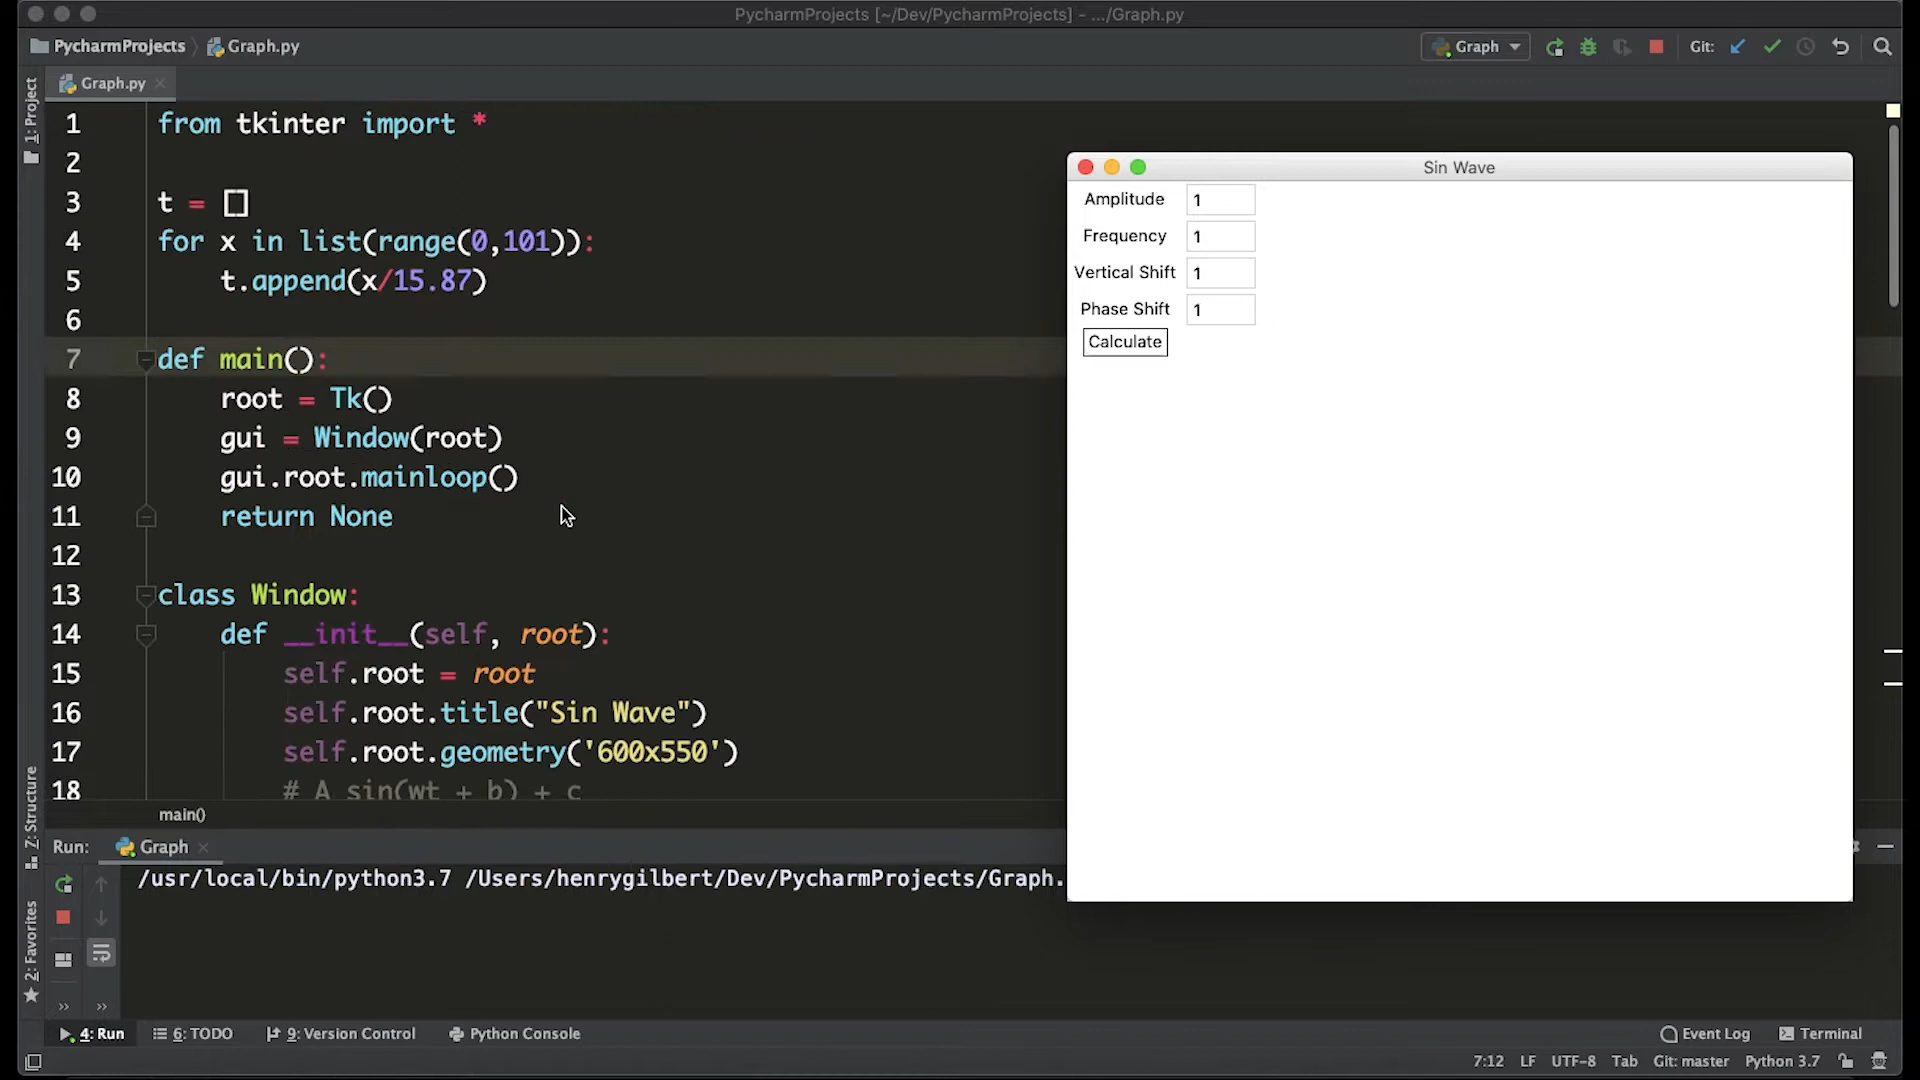 PycharmProjects [~/Dev/PycharmProjects] - .../Graph.py
PycharmProjects Graph.py Graph Git:
Graph.py
1: Project
1 from tkinter import *
2
3 t = []
4 for x in list(range(0,101)):
5 t.append(x/15.87)
6
7 def main():
8 root = Tk()
9 gui = Window(root)
10 gui.root.mainloop()
11 return None
12
13 class Window:
14 def __init__(self, root):
15 self.root = root
16 self.root.title("Sin Wave")
17 self.root.geometry('600x550')
18 # A sin(wt + b) + c
main()
Sin Wave
Amplitude 1
Frequency 1
Vertical Shift 1
Phase Shift 1
Calculate
Z: Structure
2: Favorites
Run: Graph
/usr/local/bin/python3.7 /Users/henrygilbert/Dev/PycharmProjects/Graph.
4: Run 6: TODO 9: Version Control Python Console Event Log Terminal
7:12 LF UTF-8 Tab Git: master Python 3.7